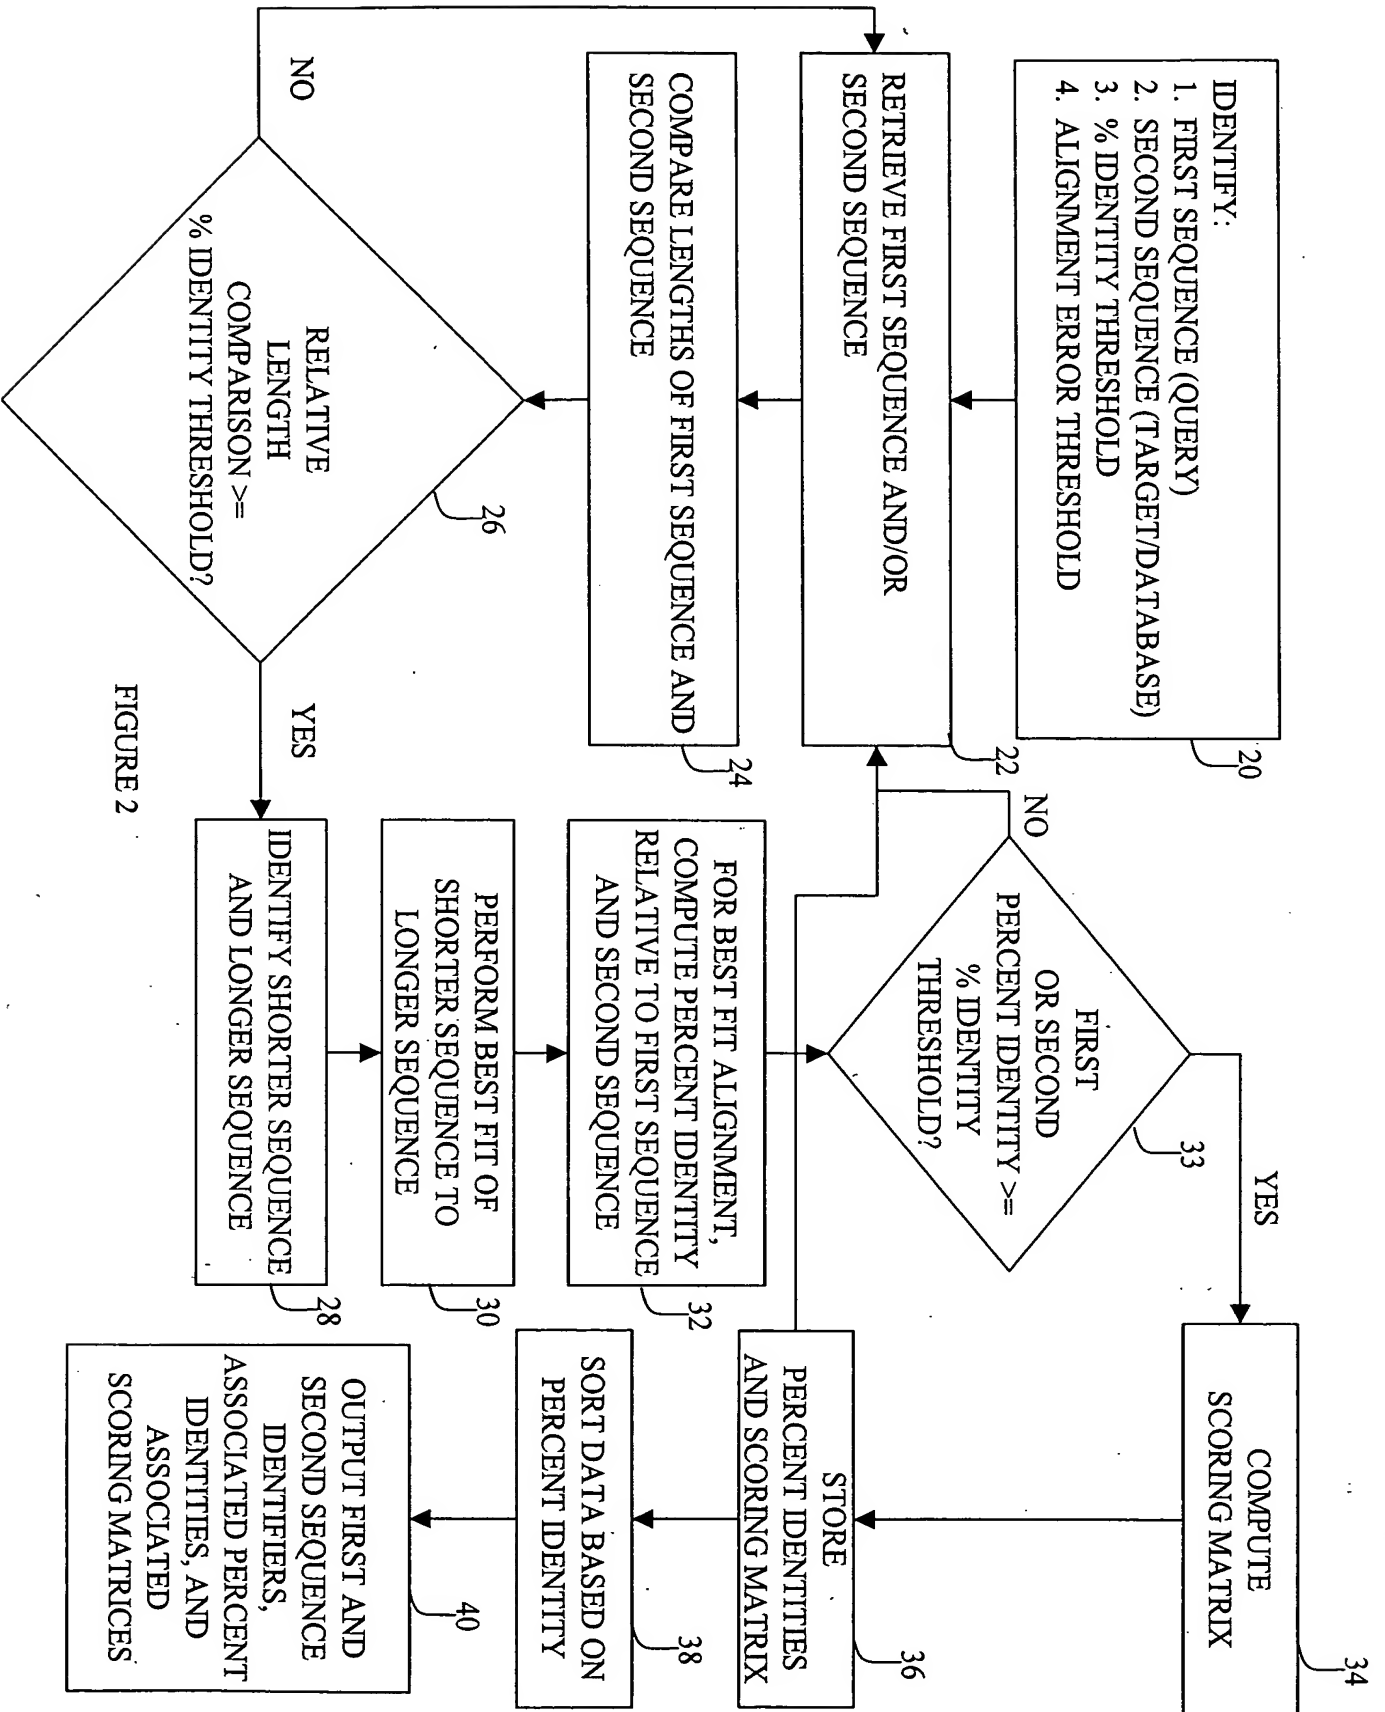 IDENTIFY:
1. FIRST SEQUENCE (QUERY)
2. SECOND SEQUENCE (TARGET/DATABASE)
3. % IDENTITY THRESHOLD
4. ALIGNMENT ERROR THRESHOLD
20
RETRIEVE FIRST SEQUENCE AND/OR
SECOND SEQUENCE
22
COMPARE LENGTHS OF FIRST SEQUENCE AND
SECOND SEQUENCE
24
RELATIVE
LENGTH
COMPARISON >=
% IDENTITY THRESHOLD?
26
NO
YES
IDENTIFY SHORTER SEQUENCE
AND LONGER SEQUENCE
28
PERFORM BEST FIT OF
SHORTER SEQUENCE TO
LONGER SEQUENCE
30
FOR BEST FIT ALIGNMENT,
COMPUTE PERCENT IDENTITY
RELATIVE TO FIRST SEQUENCE
AND SECOND SEQUENCE
32
FIRST
OR SECOND
PERCENT IDENTITY >=
% IDENTITY
THRESHOLD?
33
NO
YES
COMPUTE
SCORING MATRIX
34
STORE
PERCENT IDENTITIES
AND SCORING MATRIX
36
SORT DATA BASED ON
PERCENT IDENTITY
38
OUTPUT FIRST AND
SECOND SEQUENCE
IDENTIFIERS,
ASSOCIATED PERCENT
IDENTITIES, AND
ASSOCIATED
SCORING MATRICES
40
FIGURE 2